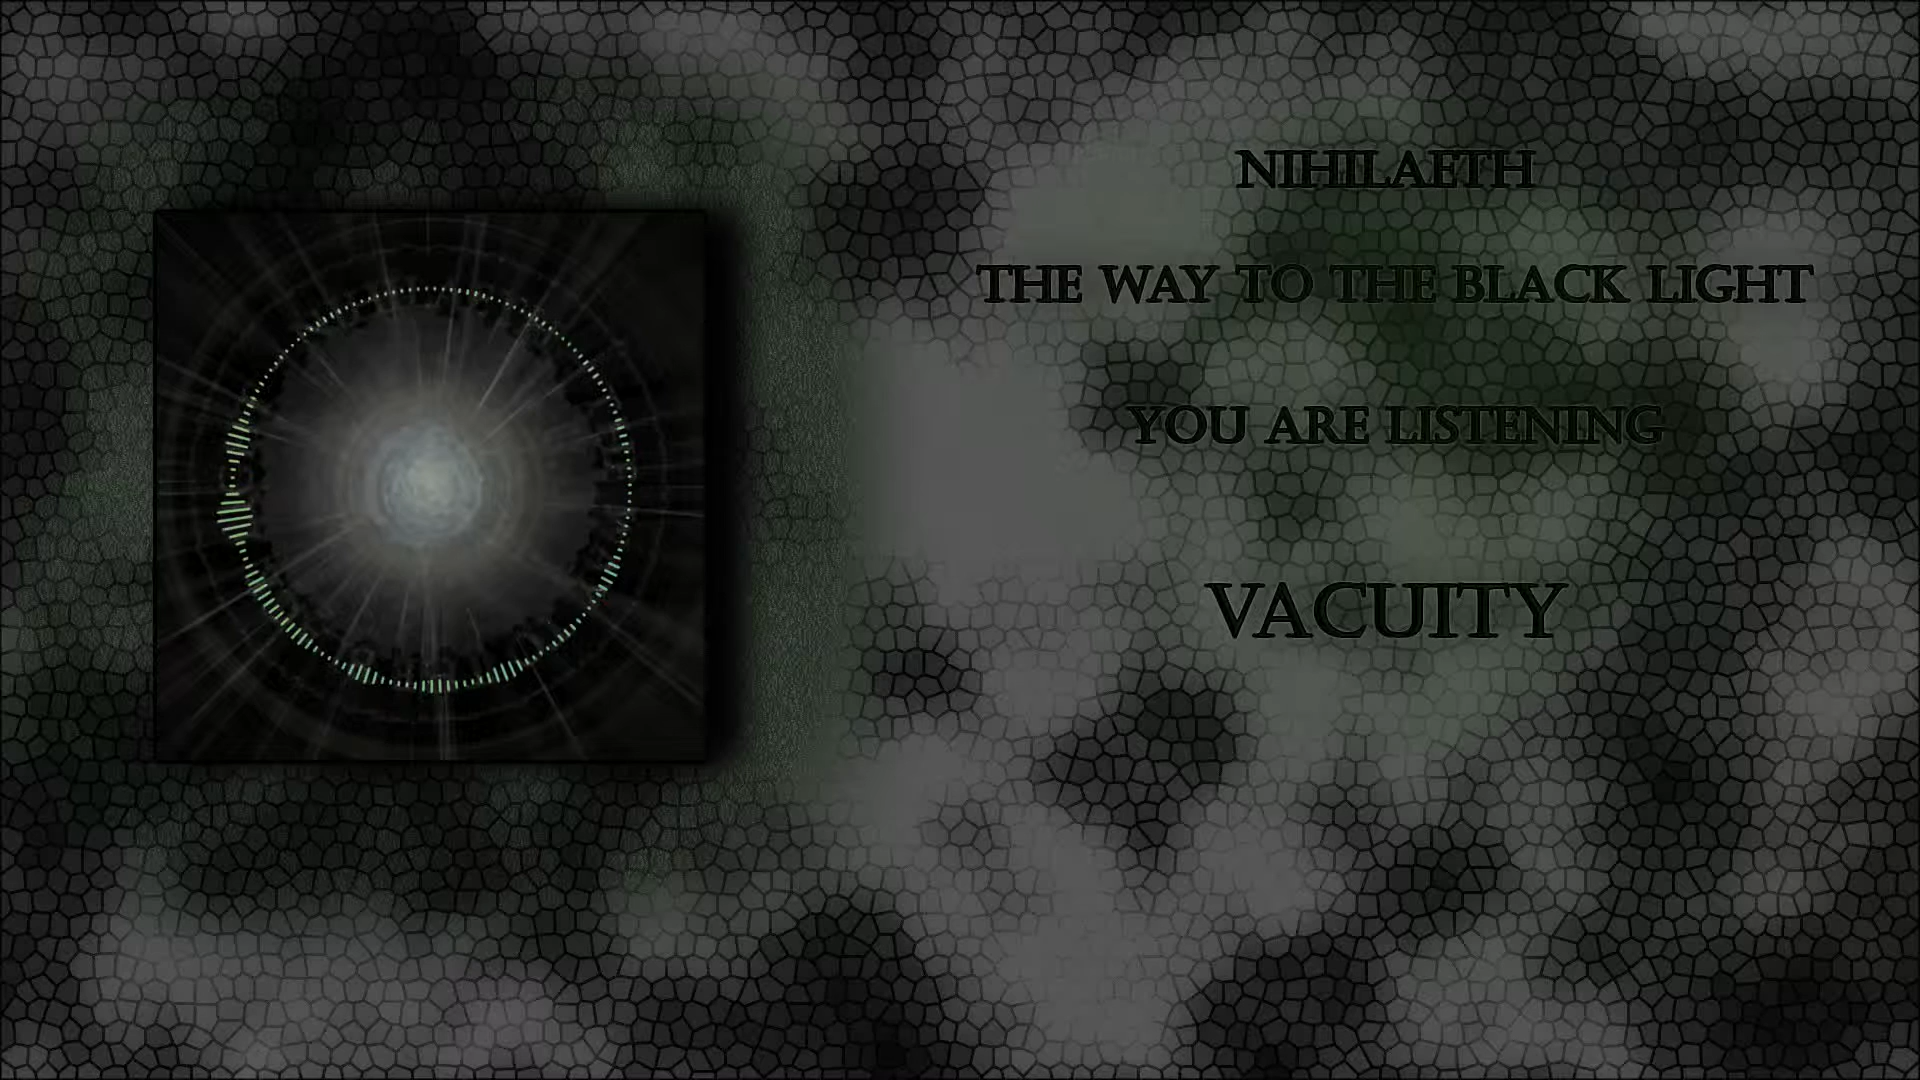 NIHILAETH
THE WAY TO THE BLACK LIGHT
YOU ARE LISTENING
VACUITY